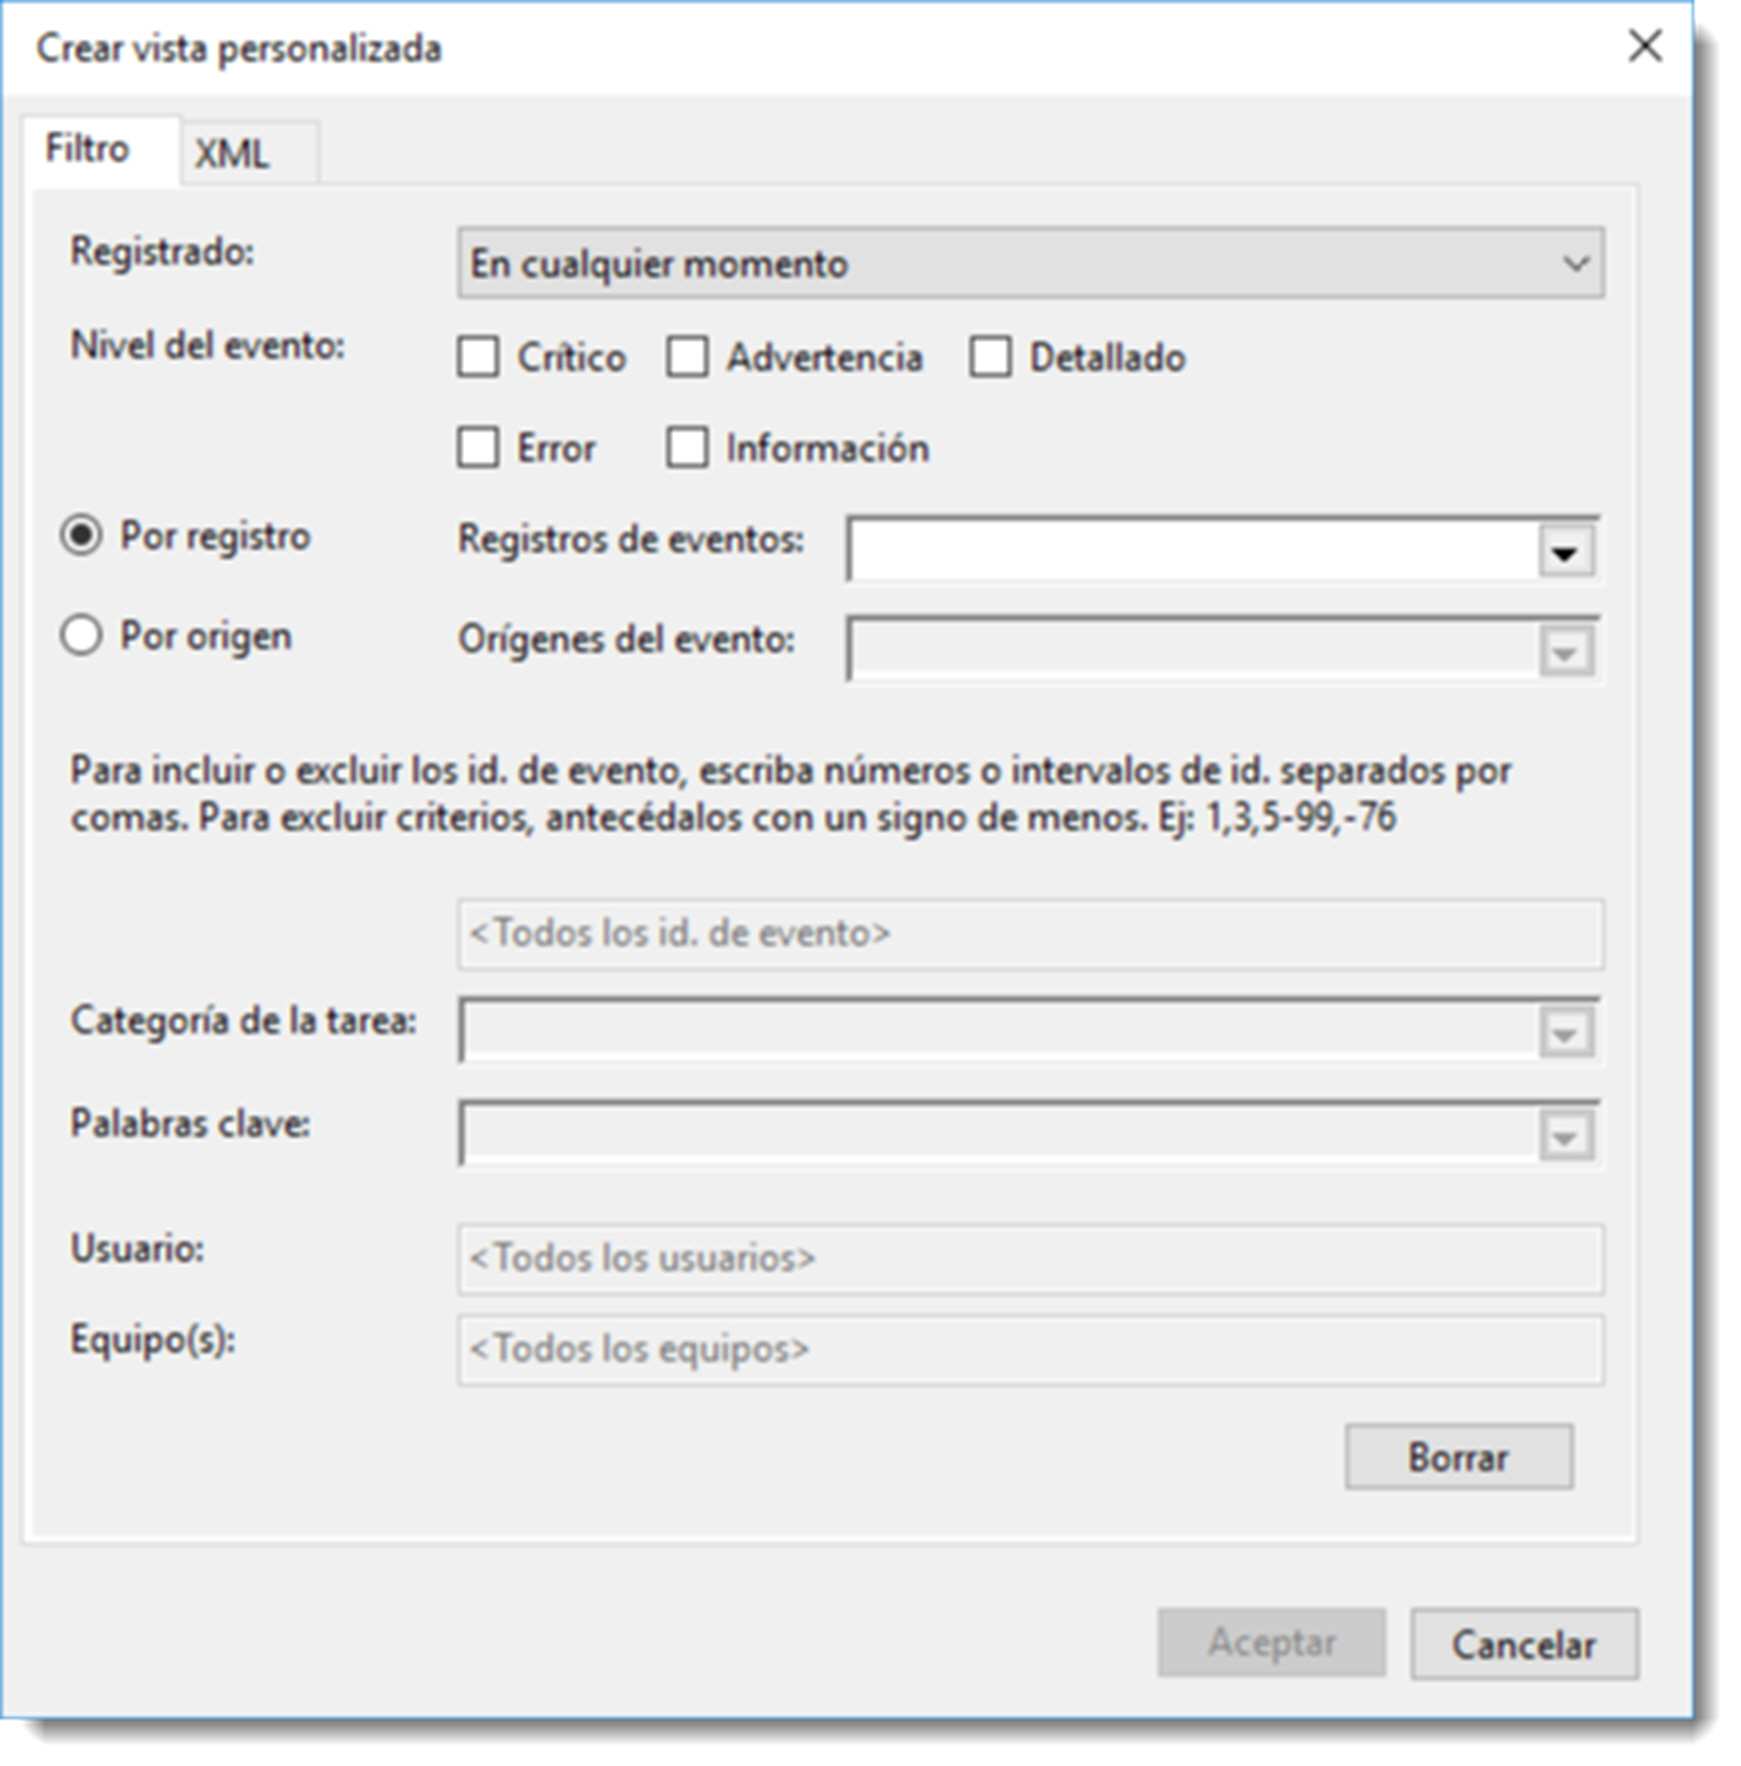 Crear vista personalizada
Filtro
XML
Registrado:
En cualquier momento
Nivel del evento:
Crítico
Advertencia
Detallado
Error
Información
Por registro
Registros de eventos:
Por origen
Orígenes del evento:
Para incluir o excluir los id. de evento, escriba números o intervalos de id. separados por
comas. Para excluir criterios, antecédalos con un signo de menos. Ej: 1,3,5-99,-76
<Todos los id. de evento>
Categoría de la tarea:
Palabras clave:
Usuario:
<Todos los usuarios>
Equipo(s):
<Todos los equipos>
Borrar
Aceptar
Cancelar